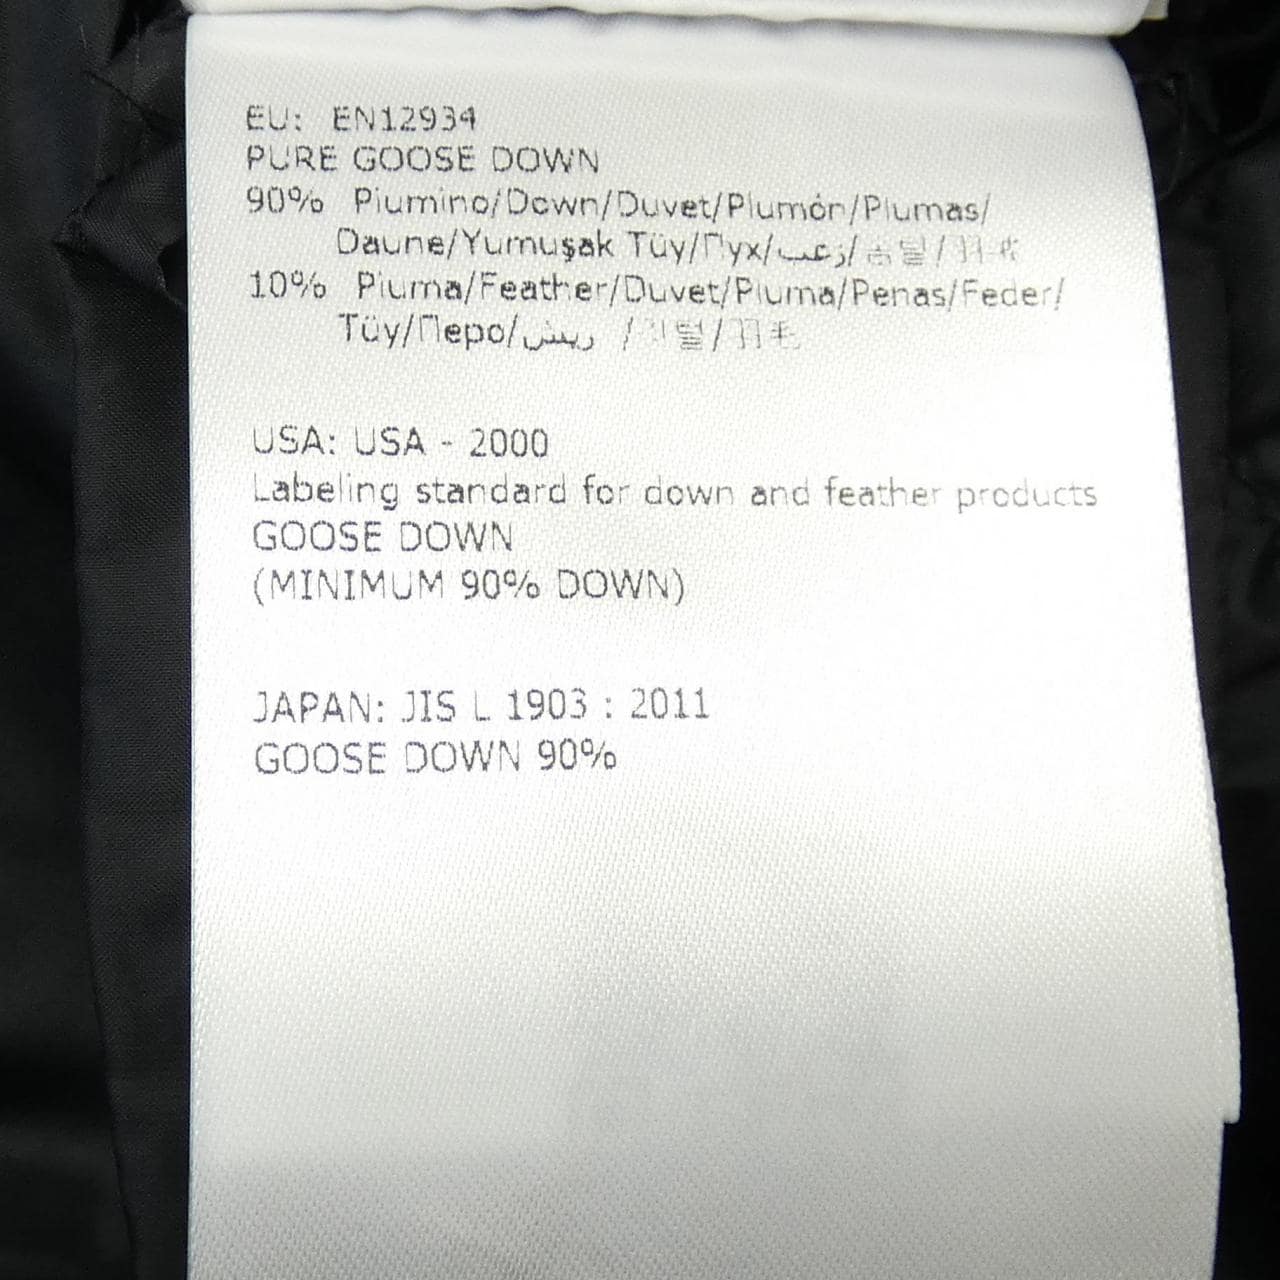 EU: EN12934
PURE GOOSE DOWN
90% Piumino/Down/Duvet/Plumón/Plumas/
Daune/Yumuşak Tüy/Пух/زغب/솜털/羽衣
10% Piuma/Feather/Duvet/Pluma/Penas/Feder/
Tüy/Перо/ريش /깃털/羽毛
USA: USA - 2000
Labeling standard for down and feather products
GOOSE DOWN
(MINIMUM 90% DOWN)
JAPAN: JIS L 1903 : 2011
GOOSE DOWN 90%